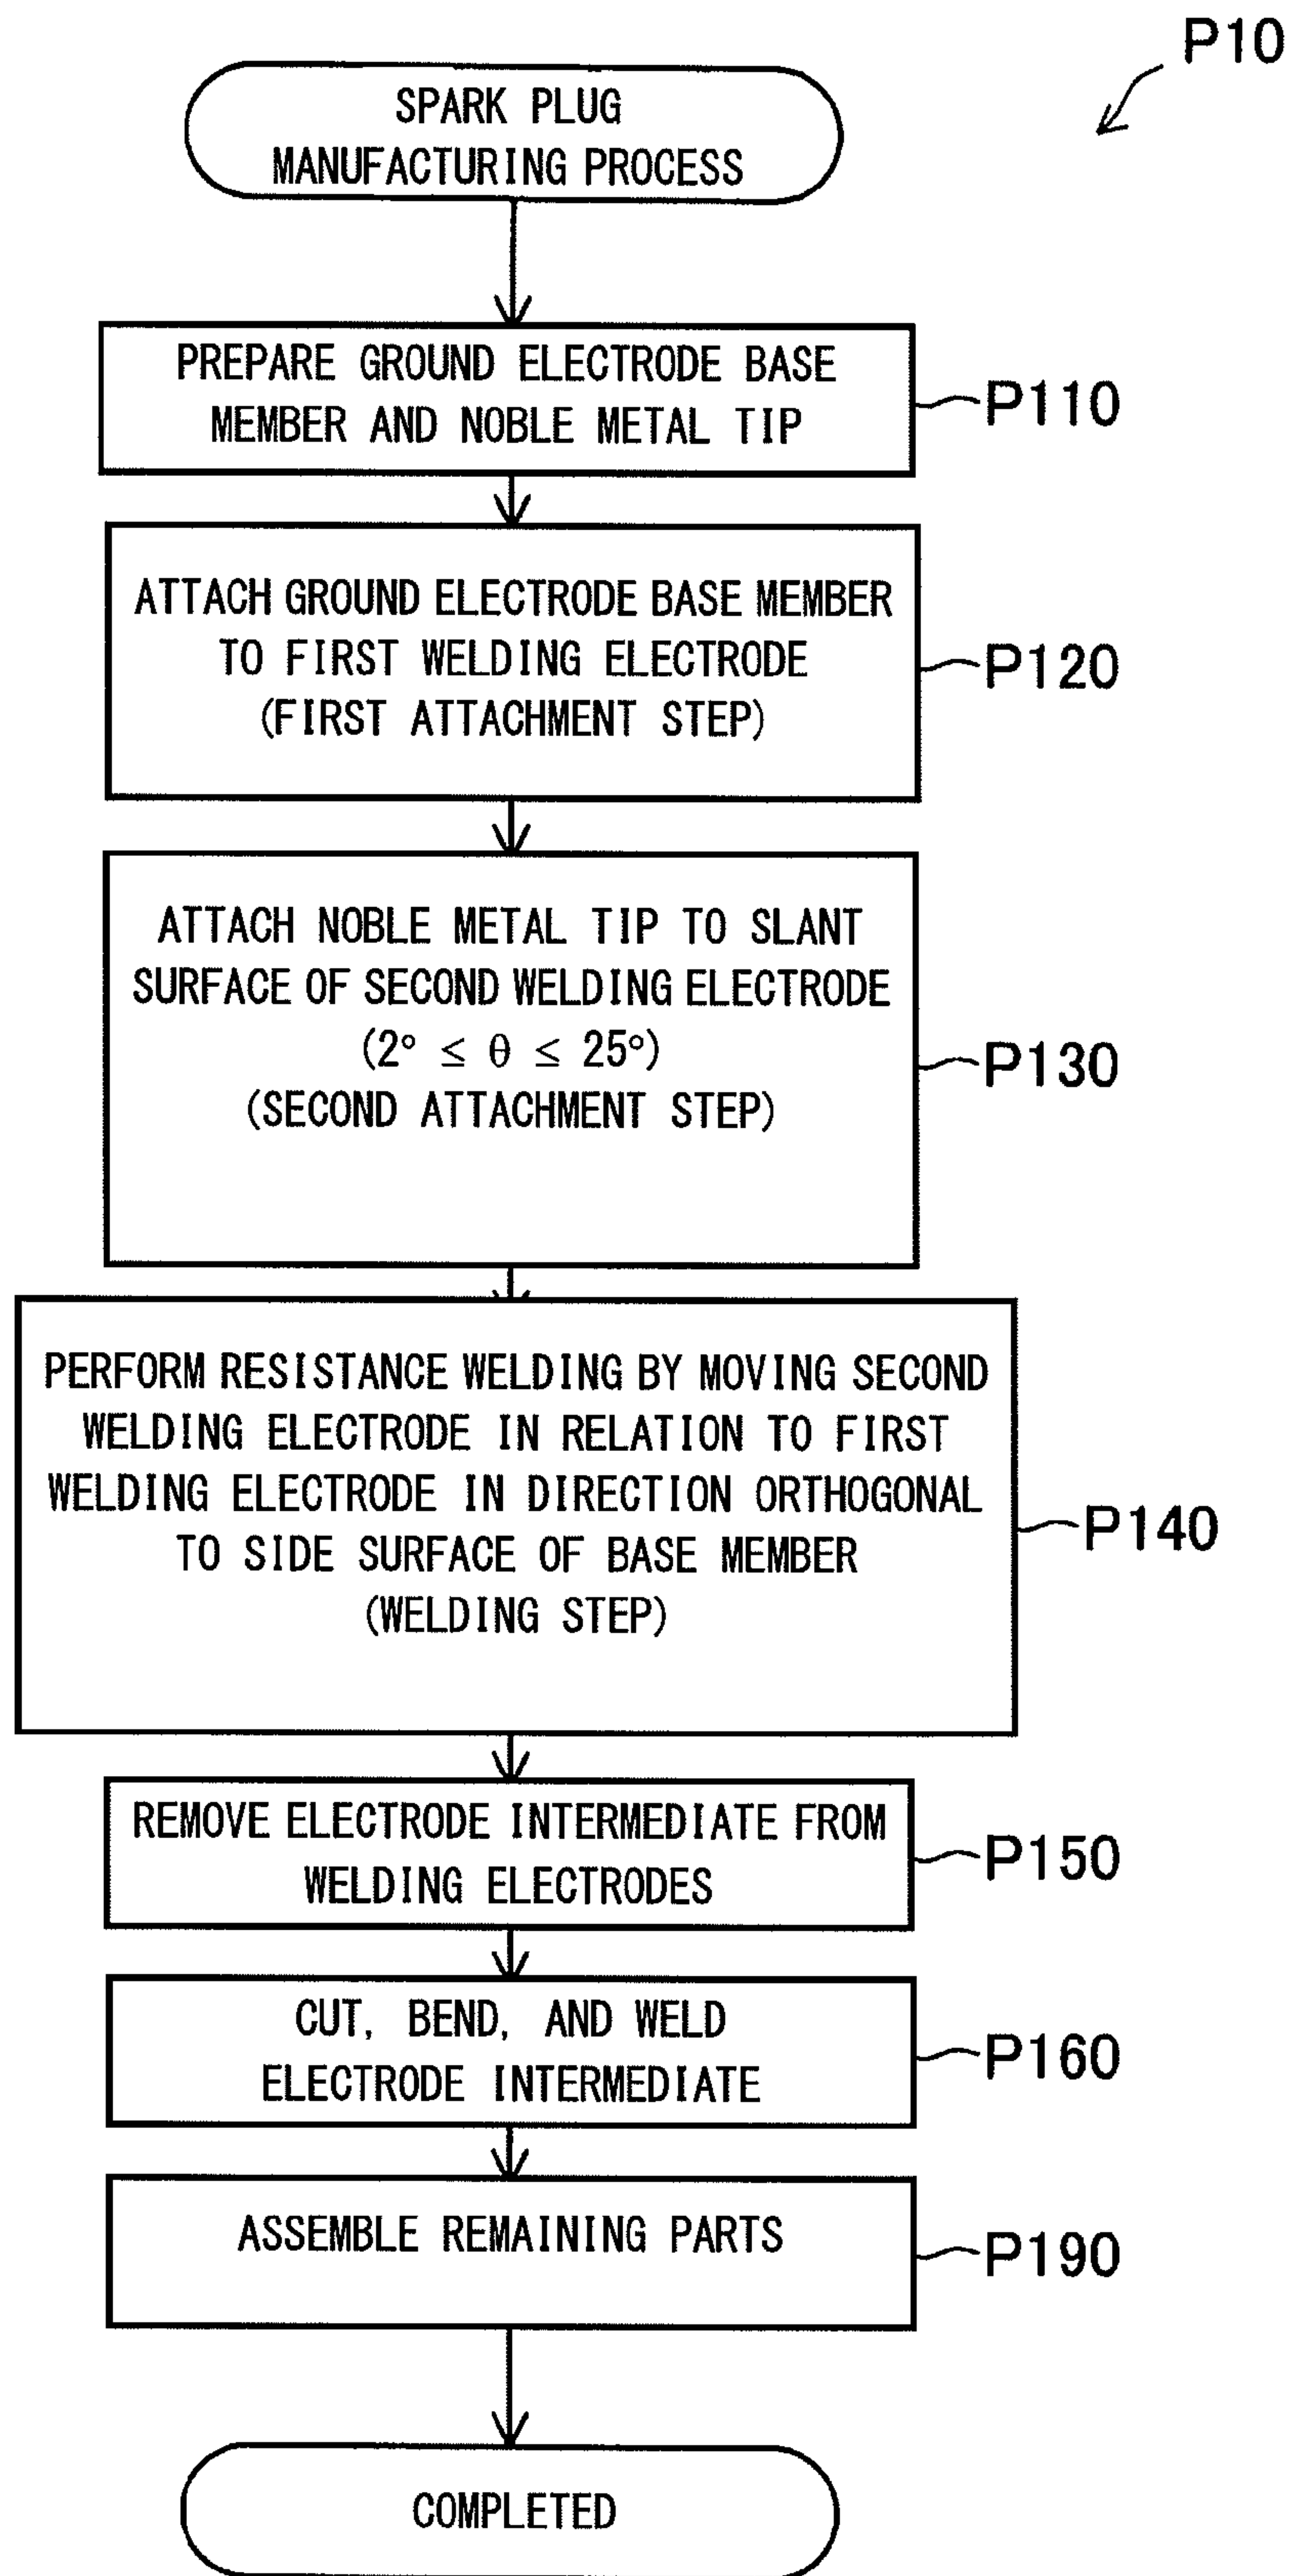 P10
SPARK PLUG
MANUFACTURING PROCESS
PREPARE GROUND ELECTRODE BASE
MEMBER AND NOBLE METAL TIP
P110
ATTACH GROUND ELECTRODE BASE MEMBER
TO FIRST WELDING ELECTRODE
(FIRST ATTACHMENT STEP)
P120
ATTACH NOBLE METAL TIP TO SLANT
SURFACE OF SECOND WELDING ELECTRODE
(2° ≤ θ ≤ 25°)
(SECOND ATTACHMENT STEP)
P130
PERFORM RESISTANCE WELDING BY MOVING SECOND
WELDING ELECTRODE IN RELATION TO FIRST
WELDING ELECTRODE IN DIRECTION ORTHOGONAL
TO SIDE SURFACE OF BASE MEMBER
(WELDING STEP)
P140
REMOVE ELECTRODE INTERMEDIATE FROM
WELDING ELECTRODES
P150
CUT, BEND, AND WELD
ELECTRODE INTERMEDIATE
P160
ASSEMBLE REMAINING PARTS
P190
COMPLETED